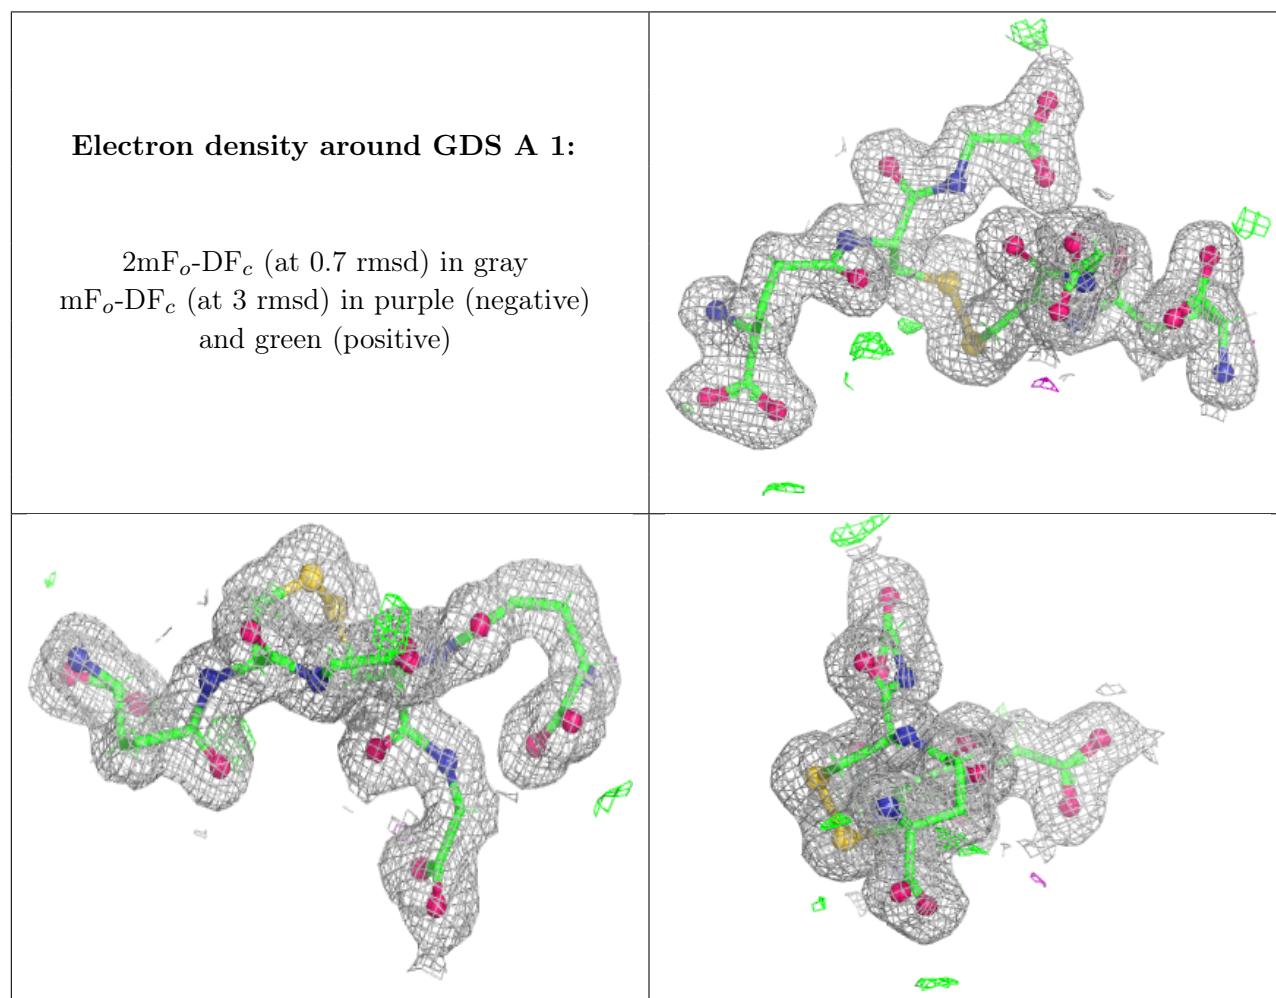 Electron density around GDS A 1:
2mFo-DFc (at 0.7 rmsd) in gray
mFo-DFc (at 3 rmsd) in purple (negative)
and green (positive)